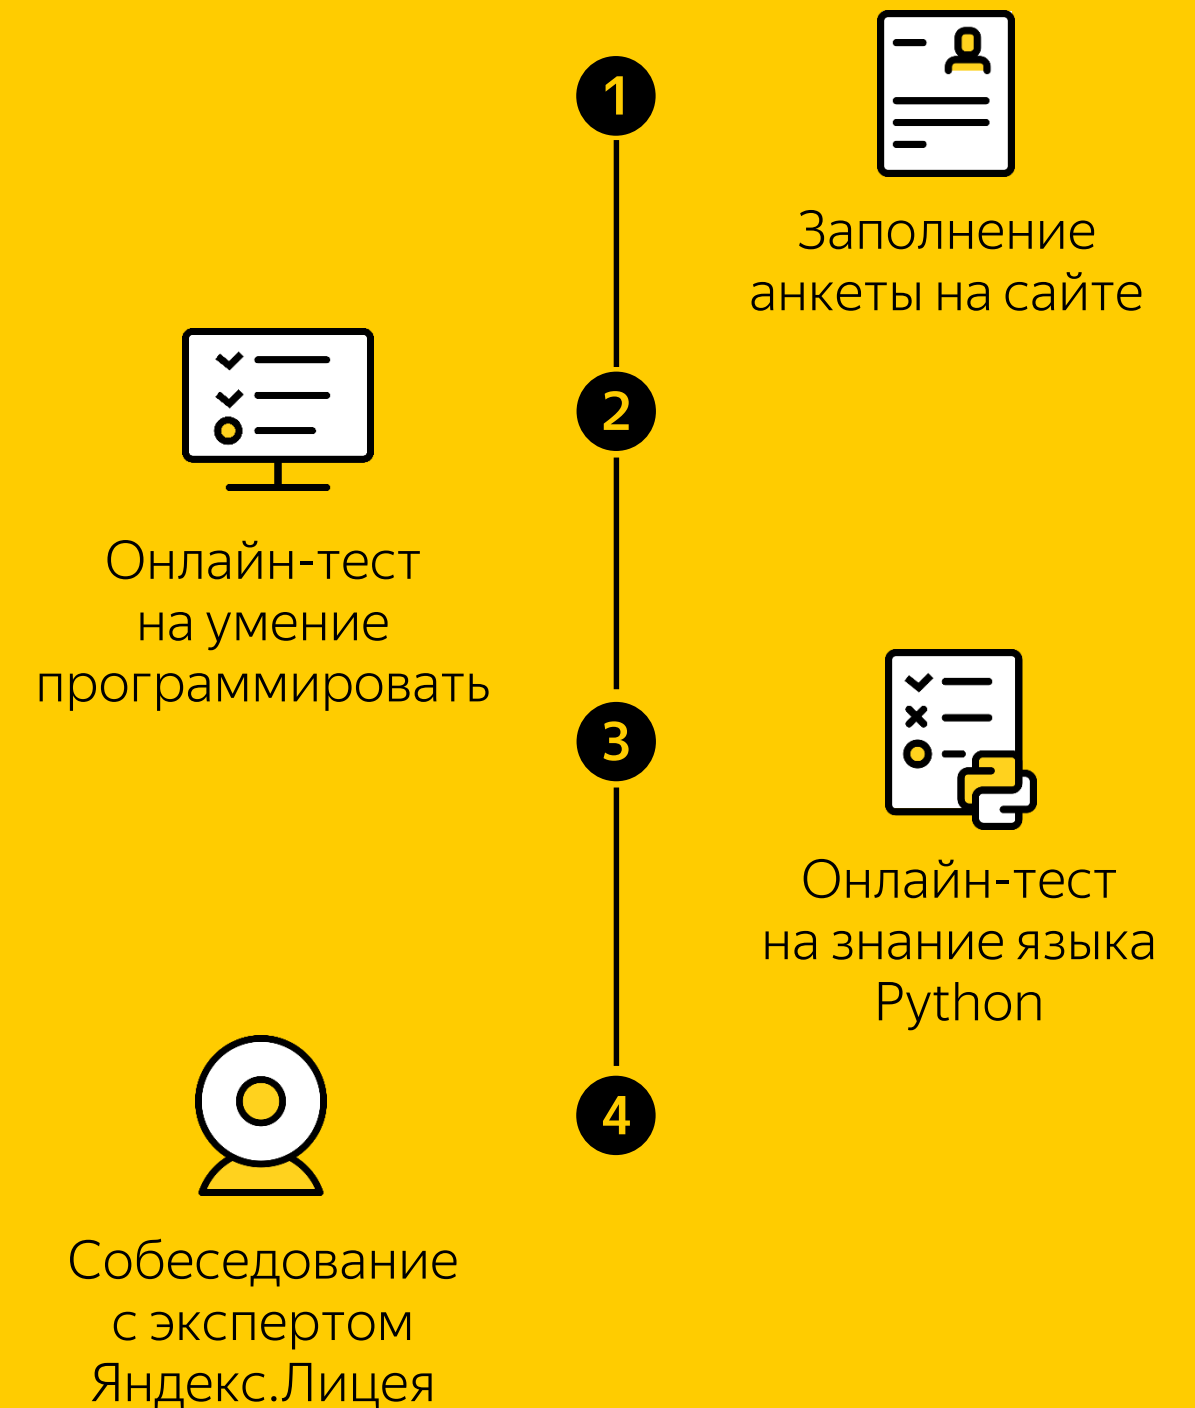 1
Заполнение
анкеты на сайте
2
Онлайн-тест
на умение
программировать
3
Онлайн-тест
на знание языка
Python
4
Собеседование
с экспертом
Яндекс.Лицея